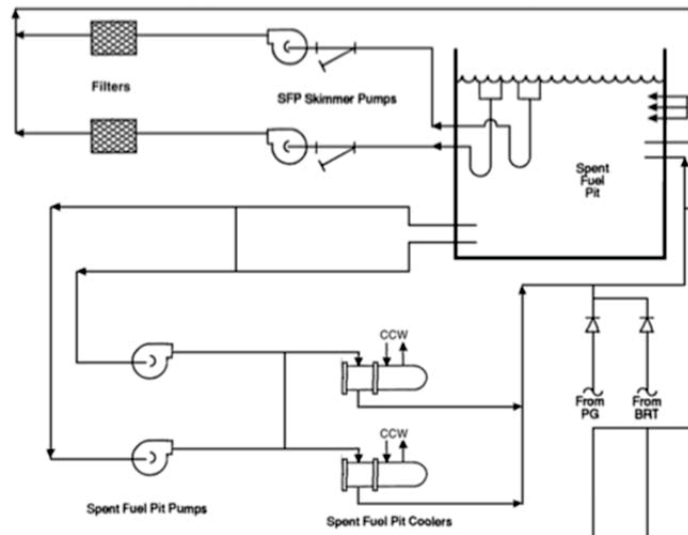 Filters
SFP Skimmer Pumps
Spent
Fuel
Pit
CCW
From
PG
From
BRT
CCW
Spent Fuel Pit Pumps
Spent Fuel Pit Coolers